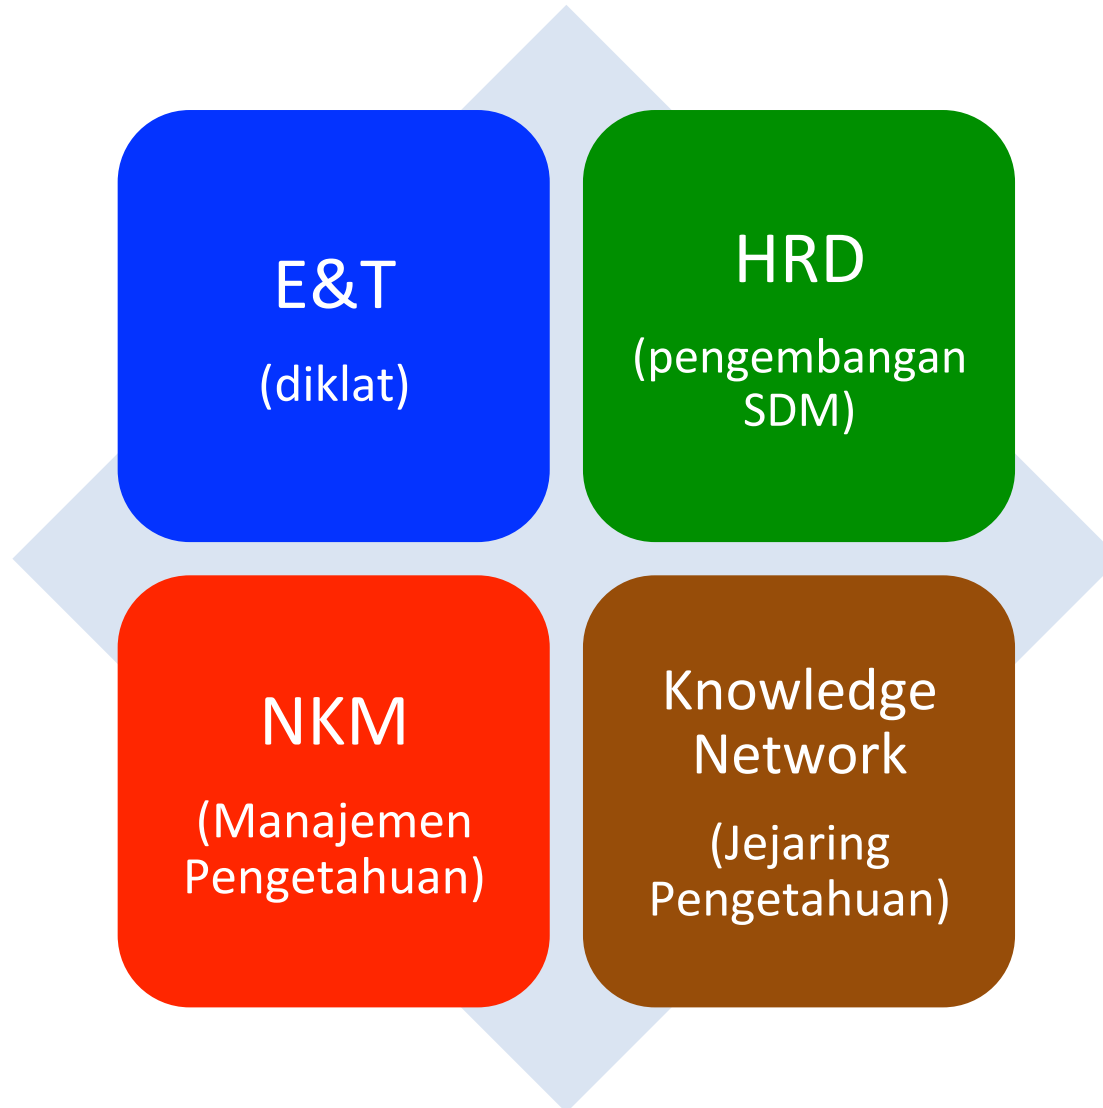 E&T
(diklat)
HRD
(pengembangan
SDM)
NKM
(Manajemen
Pengetahuan)
Knowledge
Network
(Jejaring
Pengetahuan)